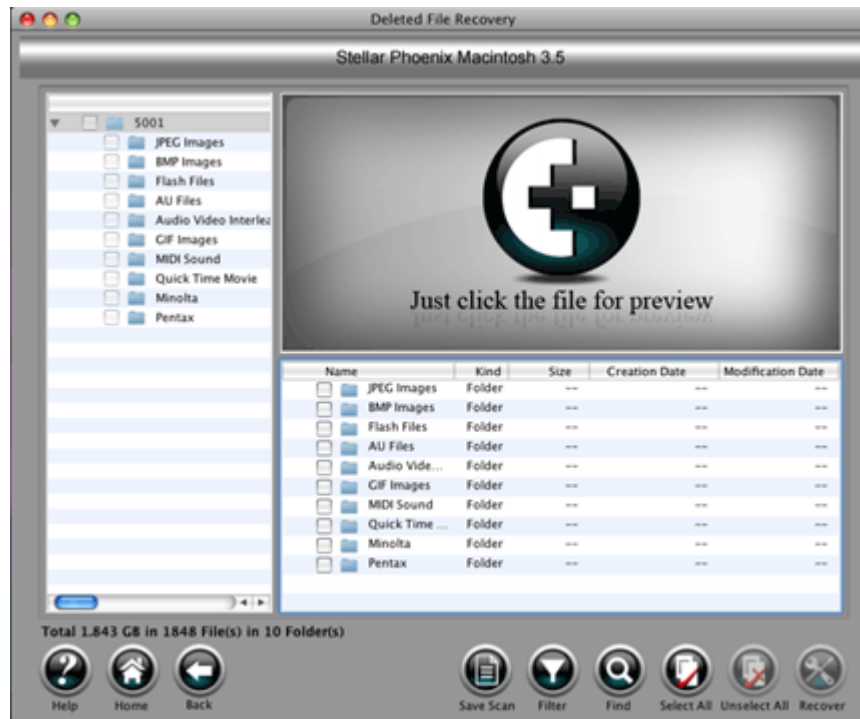 Deleted File Recovery
Stellar Phoenix Macintosh 3.5
5001
JPEG Images
BMP Images
Flash Files
AU Files
Audio Video Interlea
GIF Images
MIDI Sound
Quick Time Movie
Minolta
Pentax
Just click the file for preview
Name Kind Size Creation Date Modification Date
JPEG Images Folder -- -- --
BMP Images Folder -- -- --
Flash Files Folder -- -- --
AU Files Folder -- -- --
Audio Vide... Folder -- -- --
GIF Images Folder -- -- --
MIDI Sound Folder -- -- --
Quick Time ... Folder -- -- --
Minolta Folder -- -- --
Pentax Folder -- -- --
Total 1.843 GB in 1848 File(s) in 10 Folder(s)
Help Home Back Save Scan Filter Find Select All Unselect All Recover